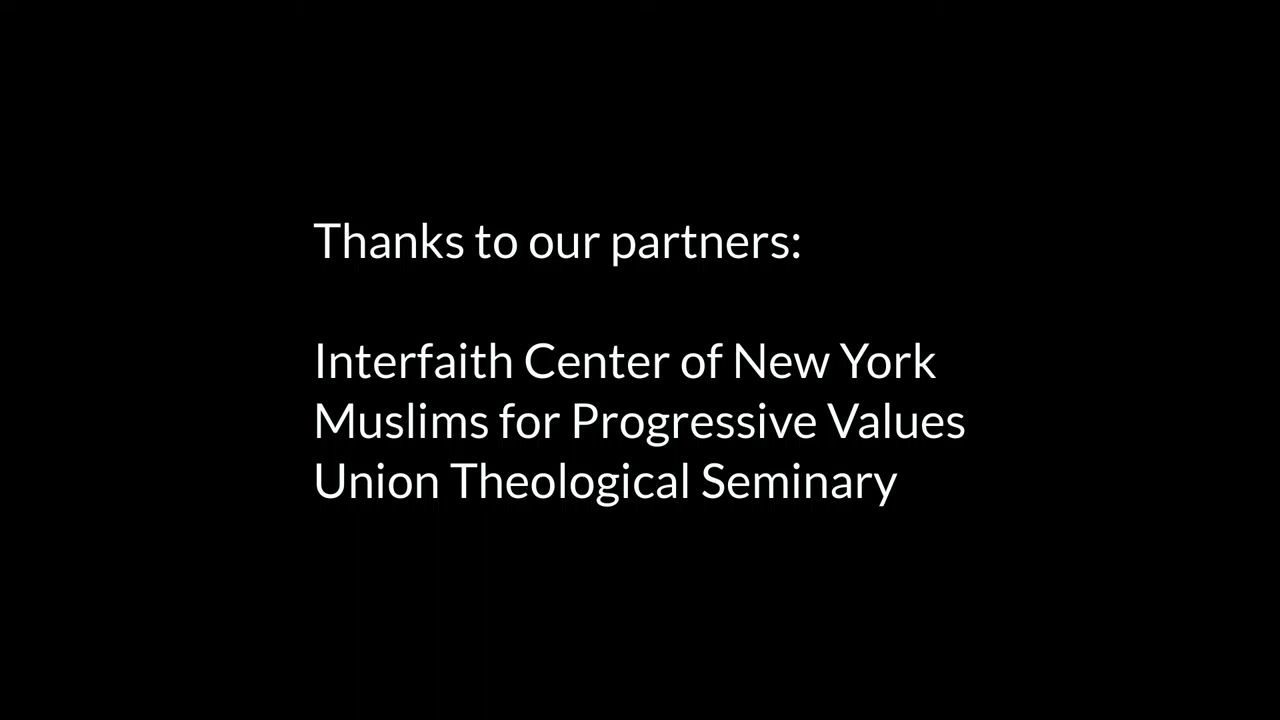 Thanks to our partners:
Interfaith Center of New York
Muslims for Progressive Values
Union Theological Seminary